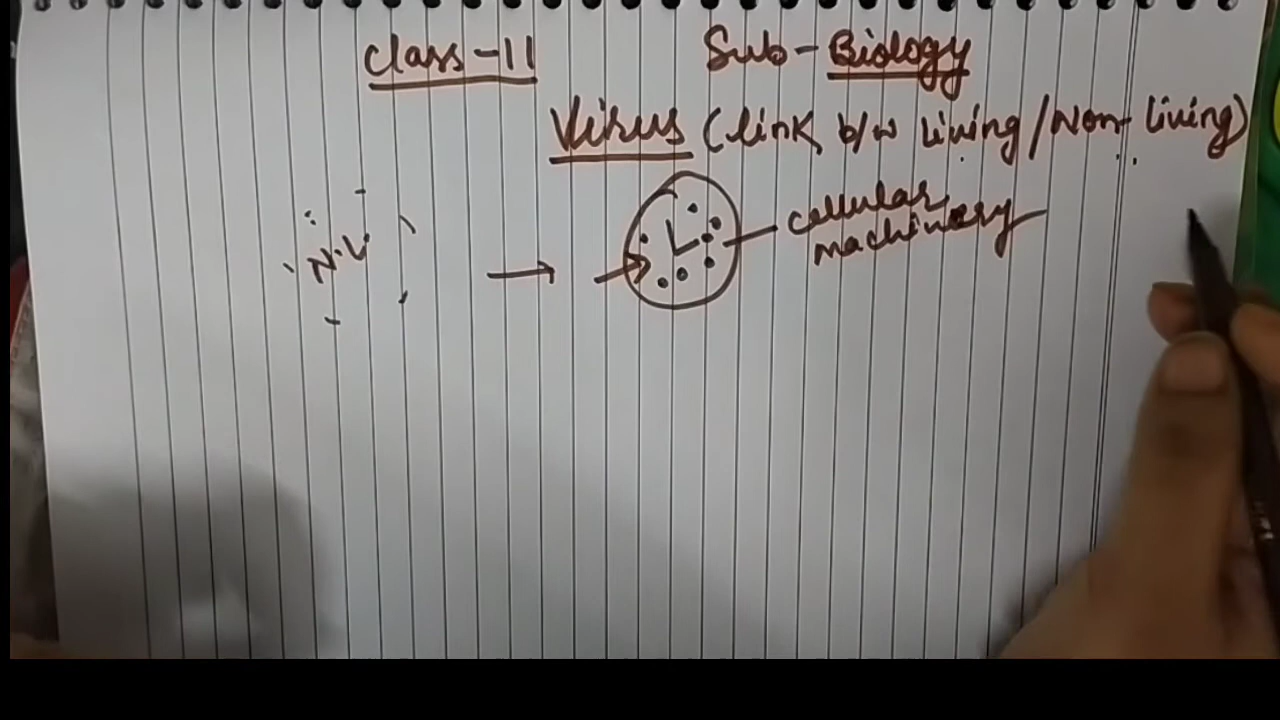 Class-11 Sub-Biology
Virus (link b/w living/Non-living)
N.L
L
cellular
machinery